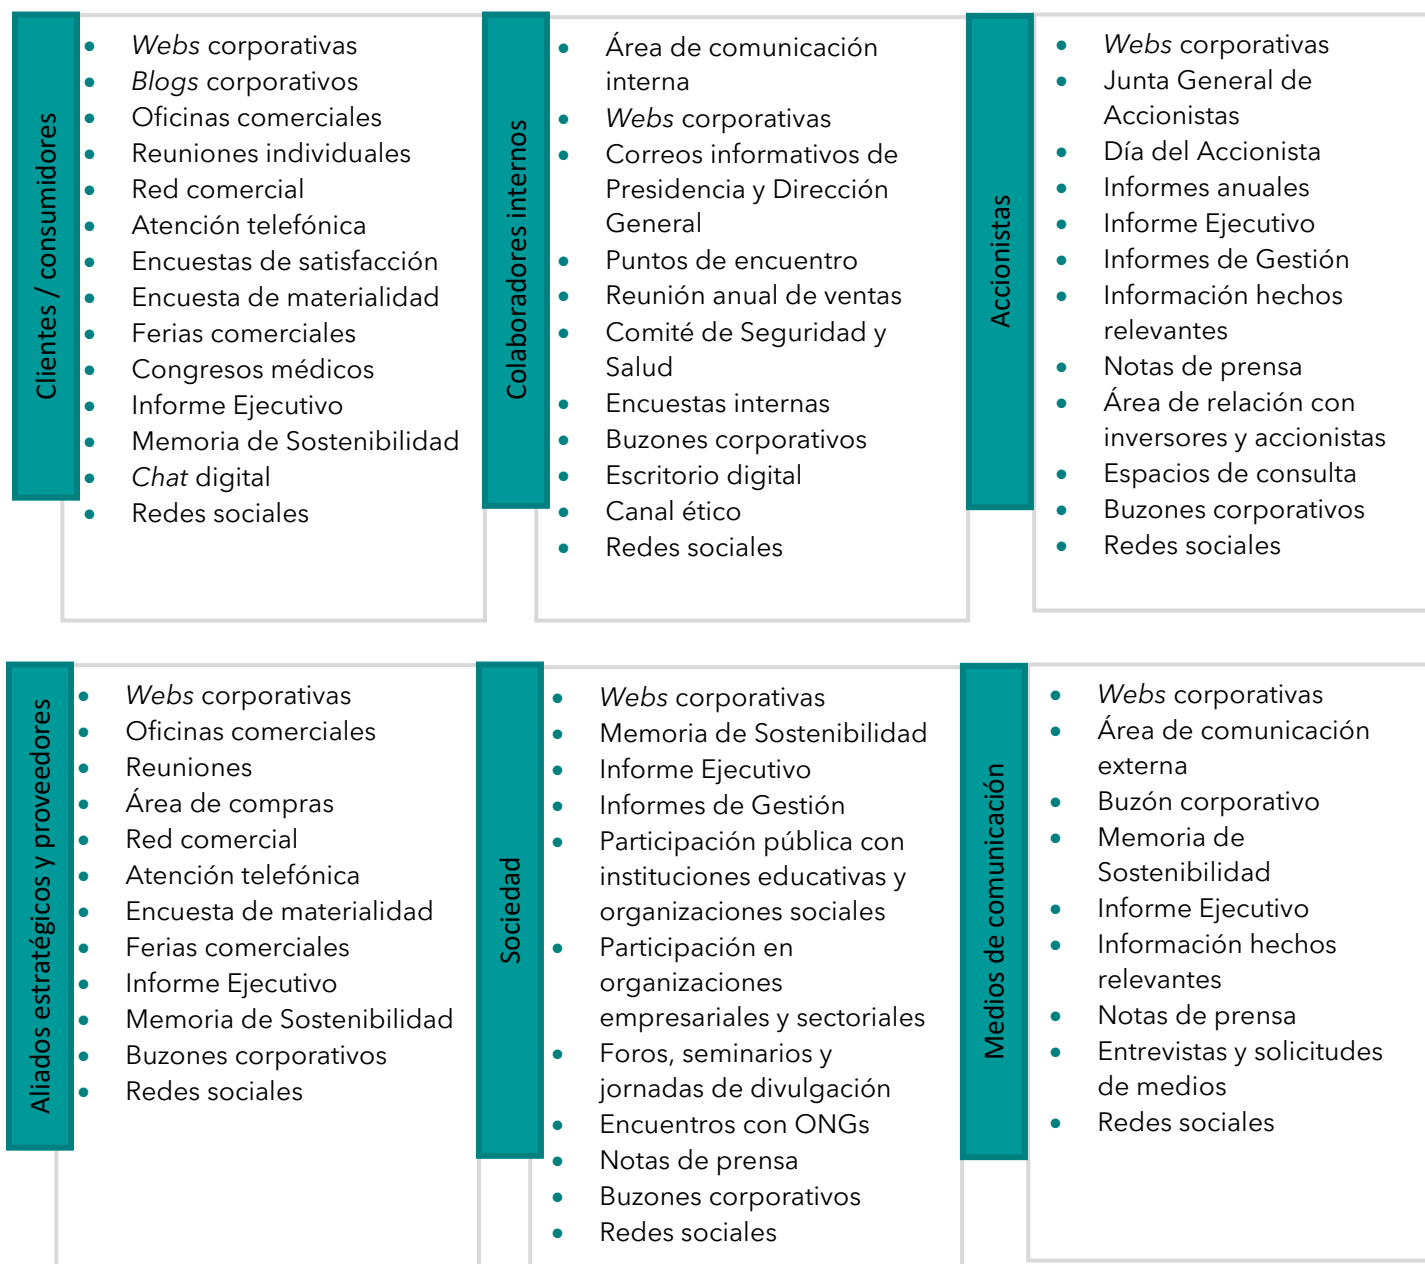 Clientes / consumidores
Webs corporativas
Blogs corporativos
Oficinas comerciales
Reuniones individuales
Red comercial
Atención telefónica
Encuestas de satisfacción
Encuesta de materialidad
Ferias comerciales
Congresos médicos
Informe Ejecutivo
Memoria de Sostenibilidad
Chat digital
Redes sociales
Colaboradores internos
Área de comunicación
interna
Webs corporativas
Correos informativos de
Presidencia y Dirección
General
Puntos de encuentro
Reunión anual de ventas
Comité de Seguridad y
Salud
Encuestas internas
Buzones corporativos
Escritorio digital
Canal ético
Redes sociales
Accionistas
Webs corporativas
Junta General de
Accionistas
Día del Accionista
Informes anuales
Informe Ejecutivo
Informes de Gestión
Información hechos
relevantes
Notas de prensa
Área de relación con
inversores y accionistas
Espacios de consulta
Buzones corporativos
Redes sociales
Aliados estratégicos y proveedores
Webs corporativas
Oficinas comerciales
Reuniones
Área de compras
Red comercial
Atención telefónica
Encuesta de materialidad
Ferias comerciales
Informe Ejecutivo
Memoria de Sostenibilidad
Buzones corporativos
Redes sociales
Sociedad
Webs corporativas
Memoria de Sostenibilidad
Informe Ejecutivo
Informes de Gestión
Participación pública con
instituciones educativas y
organizaciones sociales
Participación en
organizaciones
empresariales y sectoriales
Foros, seminarios y
jornadas de divulgación
Encuentros con ONGs
Notas de prensa
Buzones corporativos
Redes sociales
Medios de comunicación
Webs corporativas
Área de comunicación
externa
Buzón corporativo
Memoria de
Sostenibilidad
Informe Ejecutivo
Información hechos
relevantes
Notas de prensa
Entrevistas y solicitudes
de medios
Redes sociales